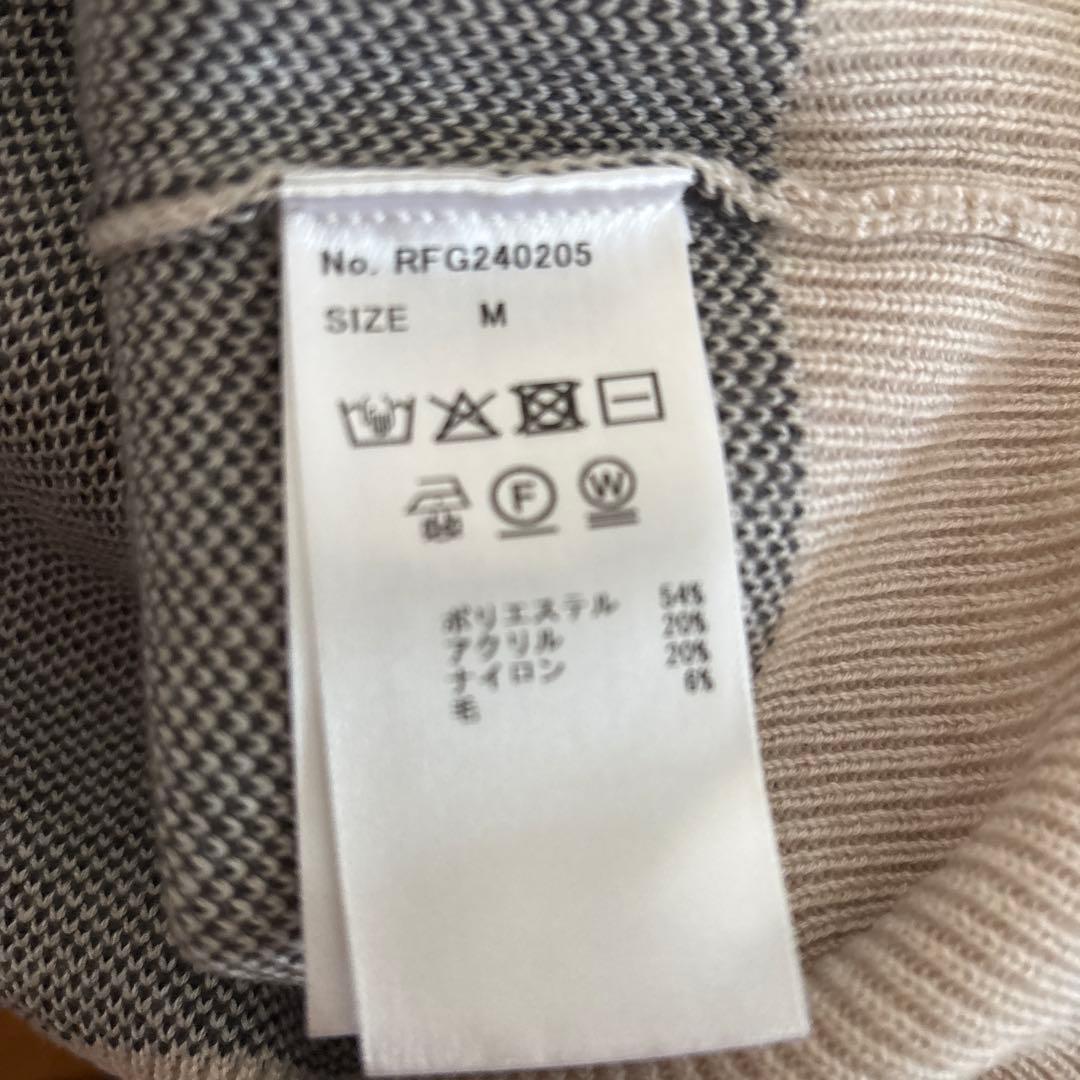 No. RFG240205
SIZE M
F W
ポリエステル 54%
アクリル 20%
ナイロン 20%
毛 6%